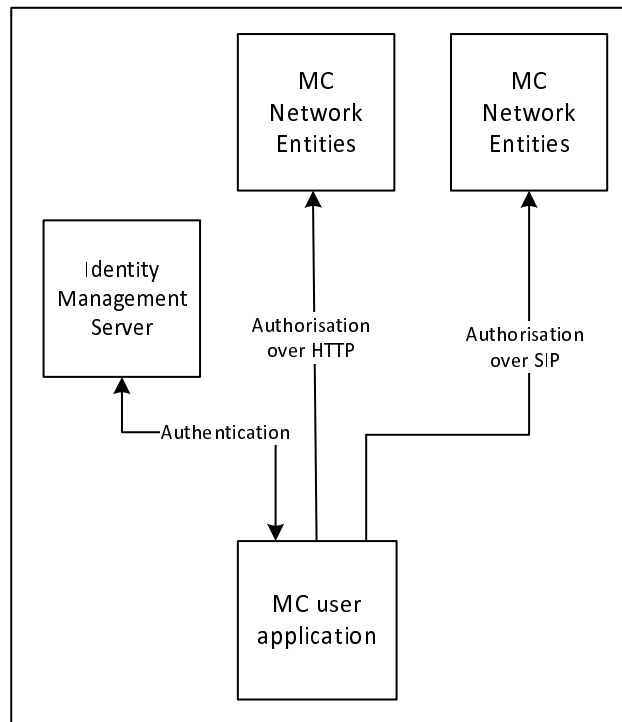 MC
Network
Entities
MC
Network
Entities
Identity
Management
Server
Authorisation
over HTTP
Authorisation
over SIP
Authentication
MC user
application